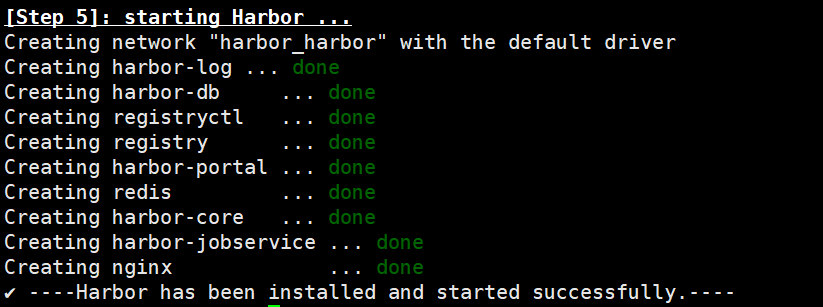 [Step 5]: starting Harbor ...
Creating network "harbor_harbor" with the default driver
Creating harbor-log ... done
Creating harbor-db     ... done
Creating registryctl   ... done
Creating registry      ... done
Creating harbor-portal ... done
Creating redis         ... done
Creating harbor-core   ... done
Creating harbor-jobservice ... done
Creating nginx             ... done
✔ ----Harbor has been installed and started successfully.----